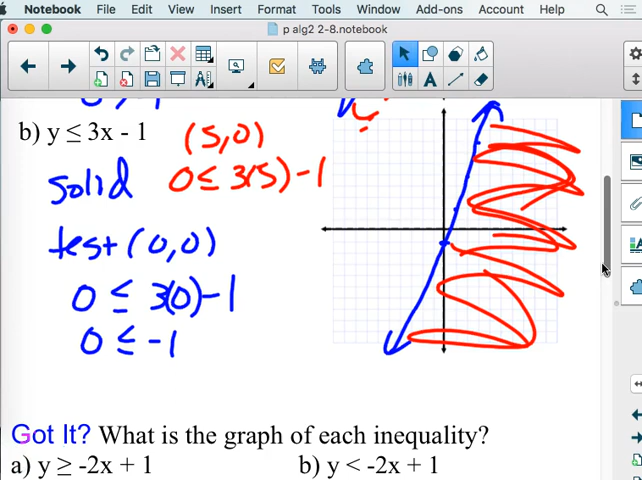 Notebook File Edit View Insert Format Tools Window Add-ons Account Help
p alg2 2-8.notebook
b) y ≤ 3x - 1
(5,0)
solid
0 ≤ 3(5) - 1
test (0,0)
0 ≤ 3(0) - 1
0 ≤ -1
Got It? What is the graph of each inequality?
a) y ≥ -2x + 1
b) y < -2x + 1